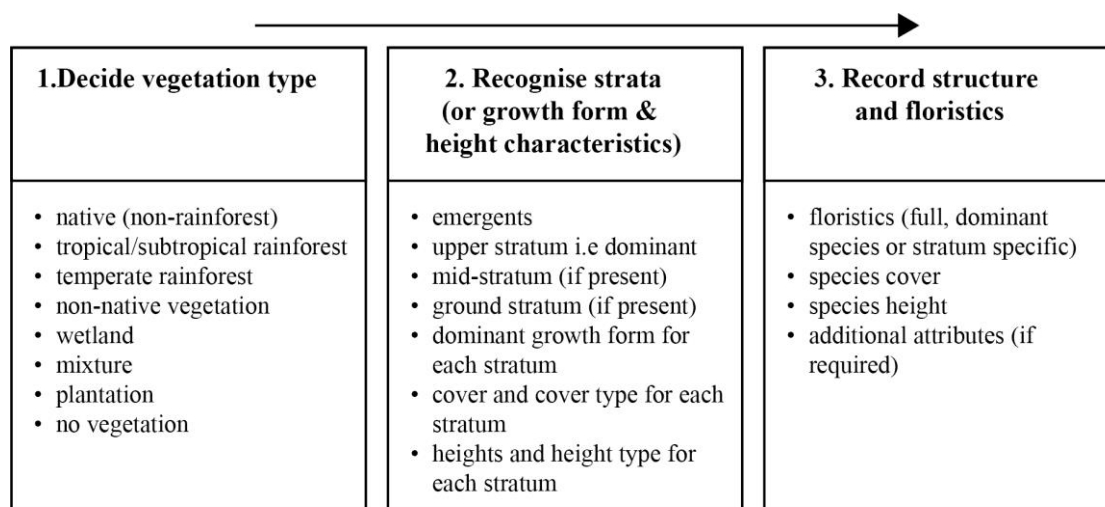 1.Decide vegetation type
• native (non-rainforest)
• tropical/subtropical rainforest
• temperate rainforest
• non-native vegetation
• wetland
• mixture
• plantation
• no vegetation
2. Recognise strata
(or growth form &
height characteristics)
• emergents
• upper stratum i.e dominant
• mid-stratum (if present)
• ground stratum (if present)
• dominant growth form for
each stratum
• cover and cover type for each
stratum
• heights and height type for
each stratum
3. Record structure
and floristics
• floristics (full, dominant
species or stratum specific)
• species cover
• species height
• additional attributes (if
required)